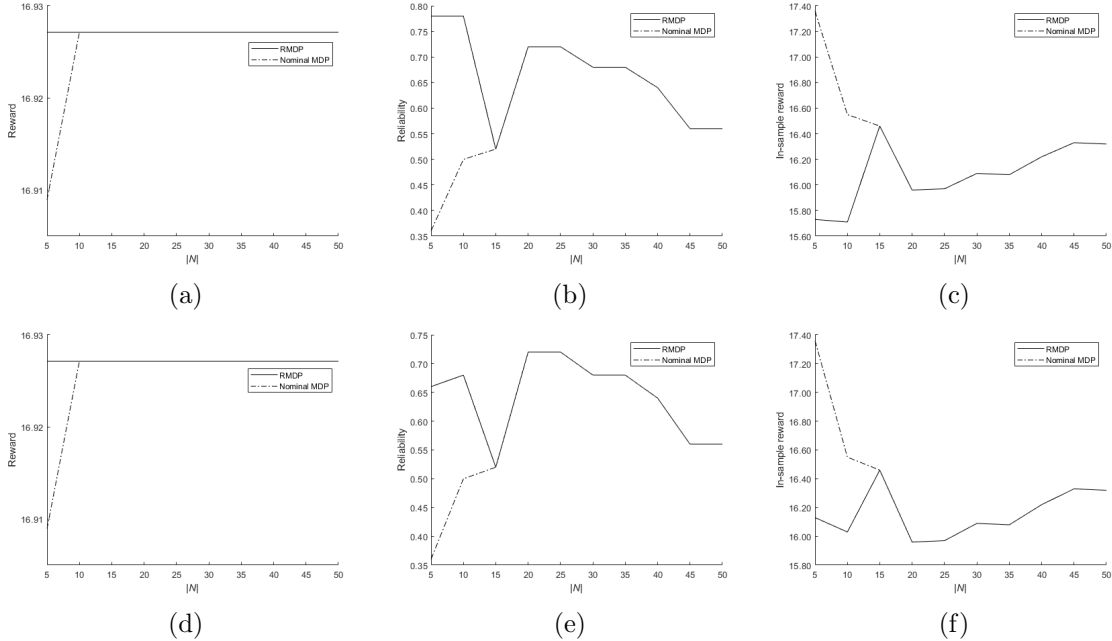 16.93
16.92
16.91
Reward
RMDP
Nominal MDP
5 10 15 20 25 30 35 40 45 50
|N|
(a)
0.80
0.75
0.70
0.65
0.60
0.55
0.50
0.45
0.40
0.35
Reliability
RMDP
Nominal MDP
5 10 15 20 25 30 35 40 45 50
|N|
(b)
17.40
17.20
17.00
16.80
16.60
16.40
16.20
16.00
15.80
15.60
In-sample reward
RMDP
Nominal MDP
5 10 15 20 25 30 35 40 45 50
|N|
(c)
16.93
16.92
16.91
Reward
RMDP
Nominal MDP
5 10 15 20 25 30 35 40 45 50
|N|
(d)
0.75
0.70
0.65
0.60
0.55
0.50
0.45
0.40
0.35
Reliability
RMDP
Nominal MDP
5 10 15 20 25 30 35 40 45 50
|N|
(e)
17.40
17.20
17.00
16.80
16.60
16.40
16.20
16.00
15.80
In-sample reward
RMDP
Nominal MDP
5 10 15 20 25 30 35 40 45 50
|N|
(f)